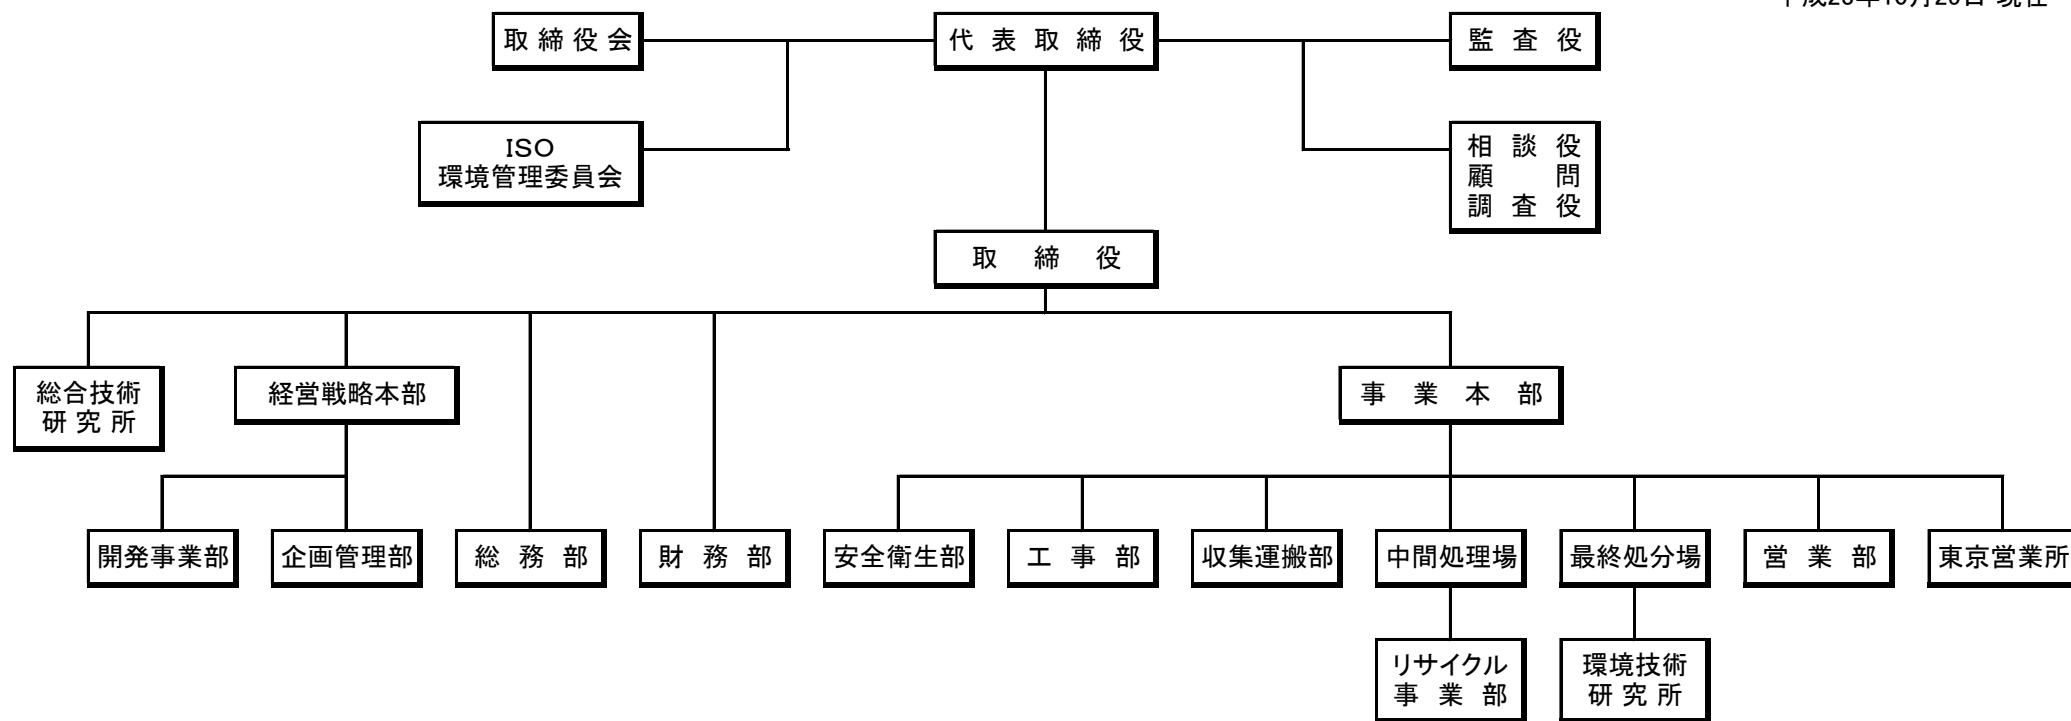 取締役会
代表取締役
監査役
ISO
環境管理委員会
相談役
顧問
調査役
取締役
総合技術
研究所
経営戦略本部
事業本部
開発事業部
企画管理部
総務部
財務部
安全衛生部
工事部
収集運搬部
中間処理場
最終処分場
営業部
東京営業所
リサイクル
事業部
環境技術
研究所